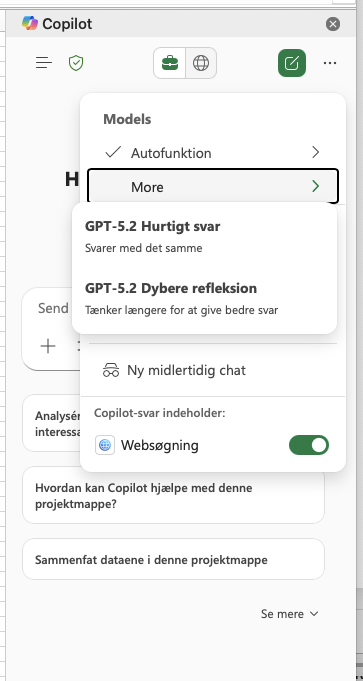 Copilot
Models
Autofunktion
H
More
GPT-5.2 Hurtigt svar
Svarer med det samme
GPT-5.2 Dybere refleksion
Tænker længere for at give bedre svar
Send
Ny midlertidig chat
Copilot-svar indeholder:
Websøgning
Analysér
interessa
Hvordan kan Copilot hjælpe med denne
projektmappe?
Sammenfat dataene i denne projektmappe
Se mere